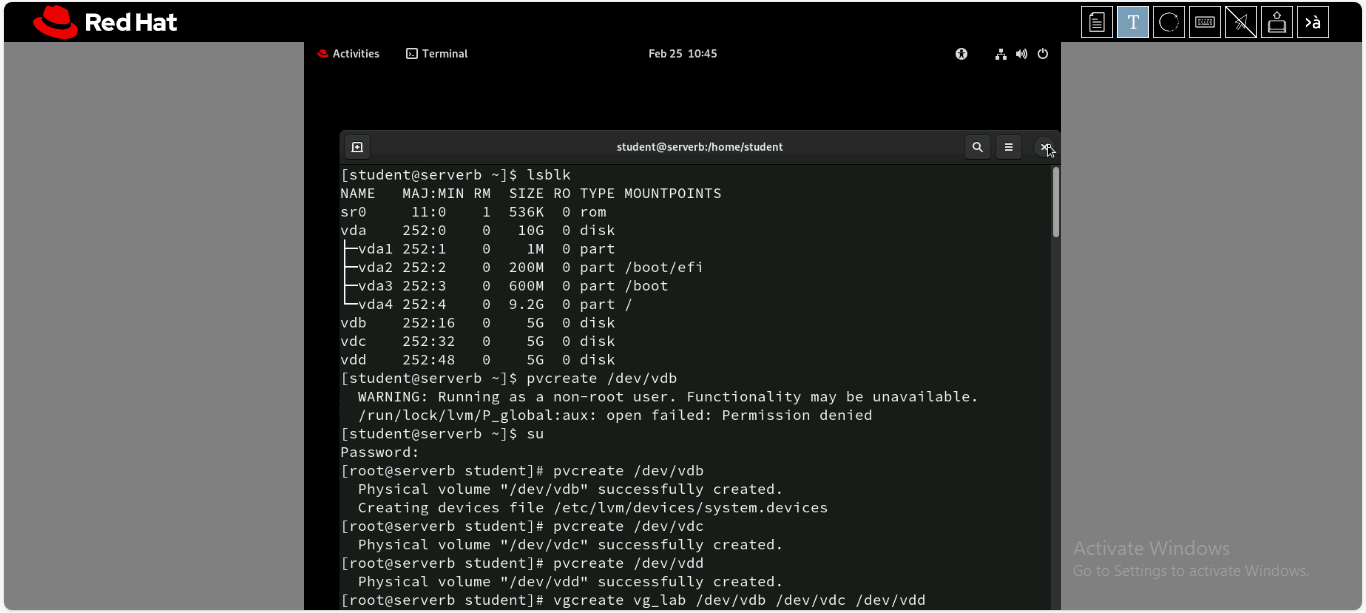 Red Hat
T
>à
Activities Terminal Feb 25 10:45
student@serverb:/home/student
[student@serverb ~]$ lsblk
NAME   MAJ:MIN RM  SIZE RO TYPE MOUNTPOINTS
sr0     11:0    1  536K  0 rom
vda    252:0    0   10G  0 disk
├─vda1 252:1    0    1M  0 part
├─vda2 252:2    0  200M  0 part /boot/efi
├─vda3 252:3    0  600M  0 part /boot
└─vda4 252:4    0  9.2G  0 part /
vdb    252:16   0    5G  0 disk
vdc    252:32   0    5G  0 disk
vdd    252:48   0    5G  0 disk
[student@serverb ~]$ pvcreate /dev/vdb
  WARNING: Running as a non-root user. Functionality may be unavailable.
  /run/lock/lvm/P_global:aux: open failed: Permission denied
[student@serverb ~]$ su
Password:
[root@serverb student]# pvcreate /dev/vdb
  Physical volume "/dev/vdb" successfully created.
  Creating devices file /etc/lvm/devices/system.devices
[root@serverb student]# pvcreate /dev/vdc
  Physical volume "/dev/vdc" successfully created.
[root@serverb student]# pvcreate /dev/vdd
  Physical volume "/dev/vdd" successfully created.
[root@serverb student]# vgcreate vg_lab /dev/vdb /dev/vdc /dev/vdd
Activate Windows
Go to Settings to activate Windows.